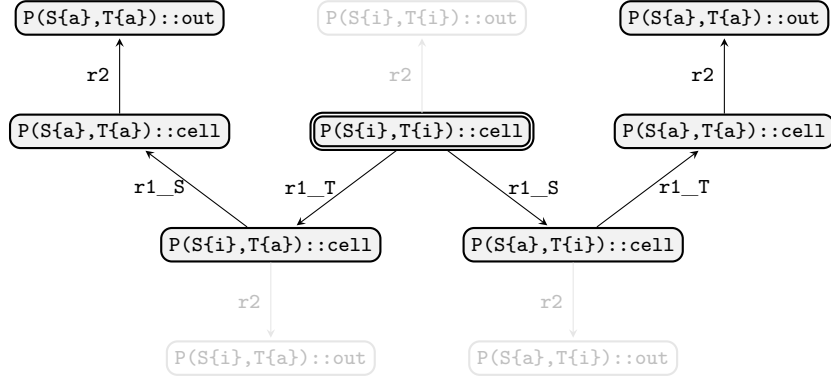 P(S{a},T{a})::out
P(S{i},T{i})::out
P(S{a},T{a})::out
r2
r2
r2
P(S{a},T{a})::cell
P(S{i},T{i})::cell
P(S{a},T{a})::cell
r1__S
r1__T
r1__S
r1__T
P(S{i},T{a})::cell
P(S{a},T{i})::cell
r2
r2
P(S{i},T{a})::out
P(S{a},T{i})::out